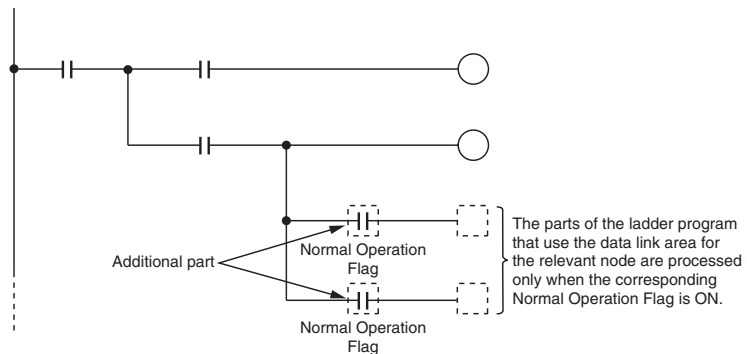 Additional part
Normal Operation
Flag
Normal Operation
Flag
The parts of the ladder program
that use the data link area for
the relevant node are processed
only when the corresponding
Normal Operation Flag is ON.